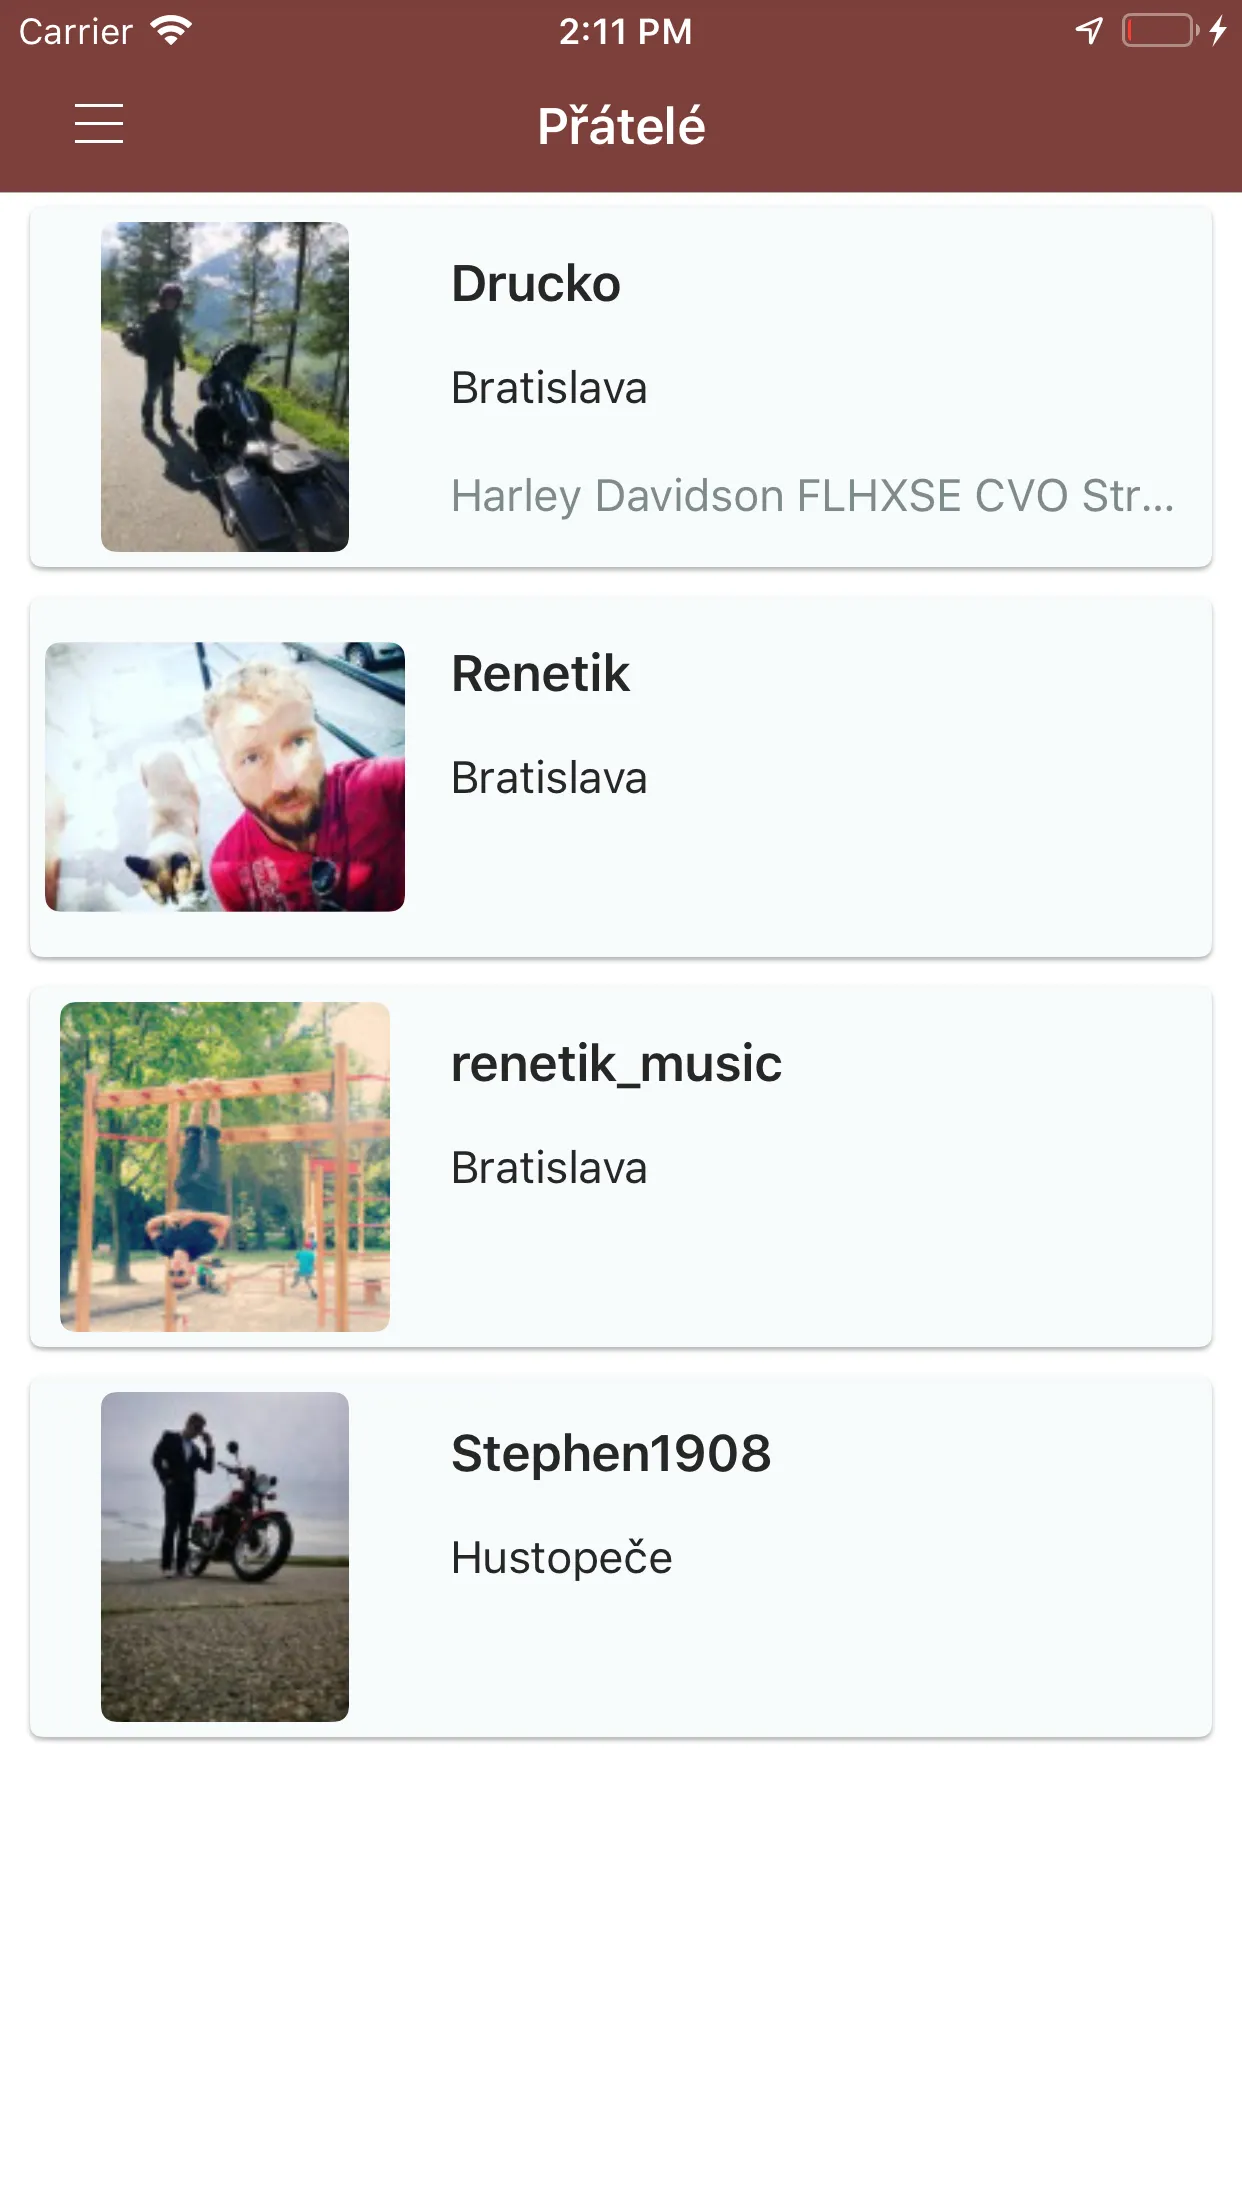 Carrier 2:11 PM
Přátelé
Drucko
Bratislava
Harley Davidson FLHXSE CVO Str...
Renetik
Bratislava
renetik_music
Bratislava
Stephen1908
Hustopeče